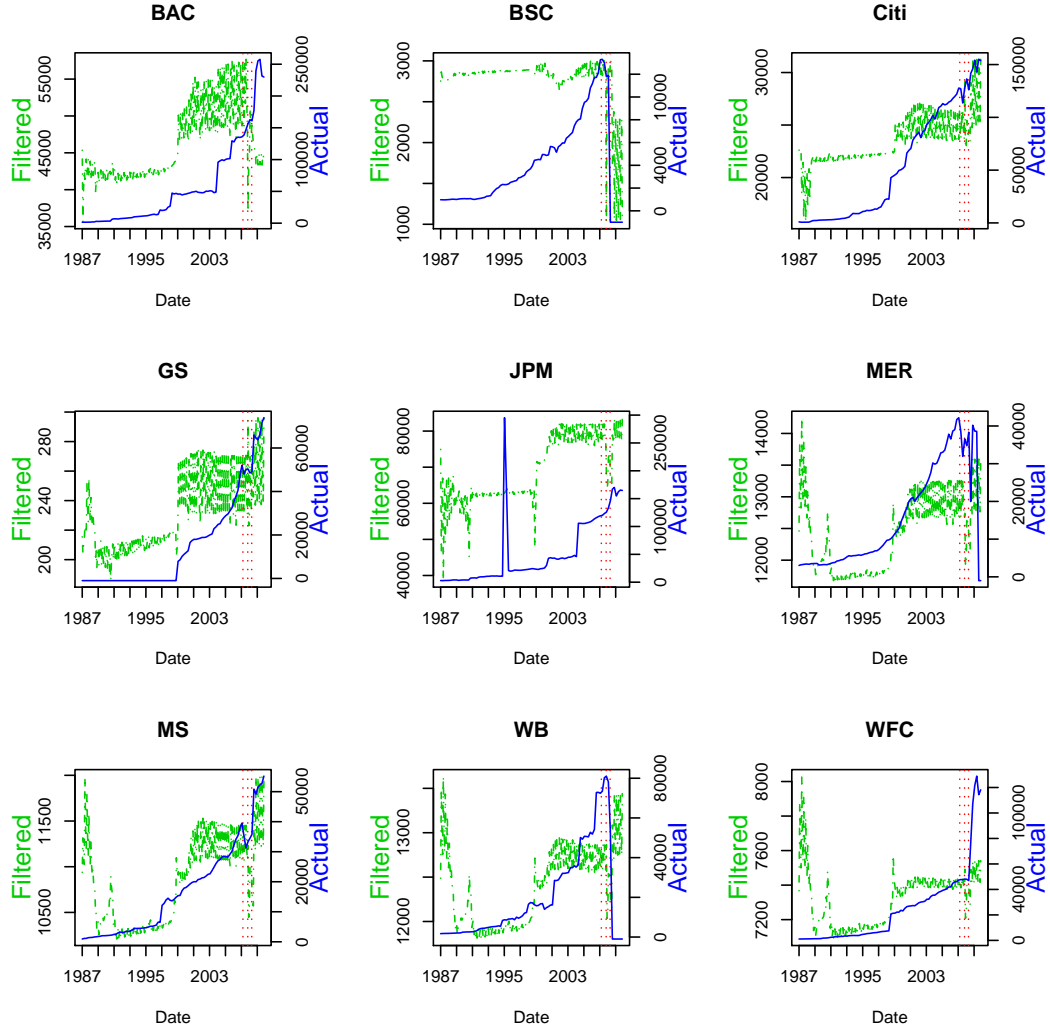 BAC
Filtered
35000 45000 55000
0 100000 250000
Actual
1987 1995 2003
Date
BSC
Filtered
1000 2000 3000
0 4000 10000
Actual
1987 1995 2003
Date
Citi
Filtered
20000 30000
0 50000 150000
Actual
1987 1995 2003
Date
GS
Filtered
200 240 280
0 20000 60000
Actual
1987 1995 2003
Date
JPM
Filtered
40000 60000 80000
0 100000 250000
Actual
1987 1995 2003
Date
MER
Filtered
12000 13000 14000
0 20000 40000
Actual
1987 1995 2003
Date
MS
Filtered
10500 11500
0 20000 50000
Actual
1987 1995 2003
Date
WB
Filtered
12000 13000
0 40000 80000
Actual
1987 1995 2003
Date
WFC
Filtered
7200 7600 8000
0 40000 100000
Actual
1987 1995 2003
Date